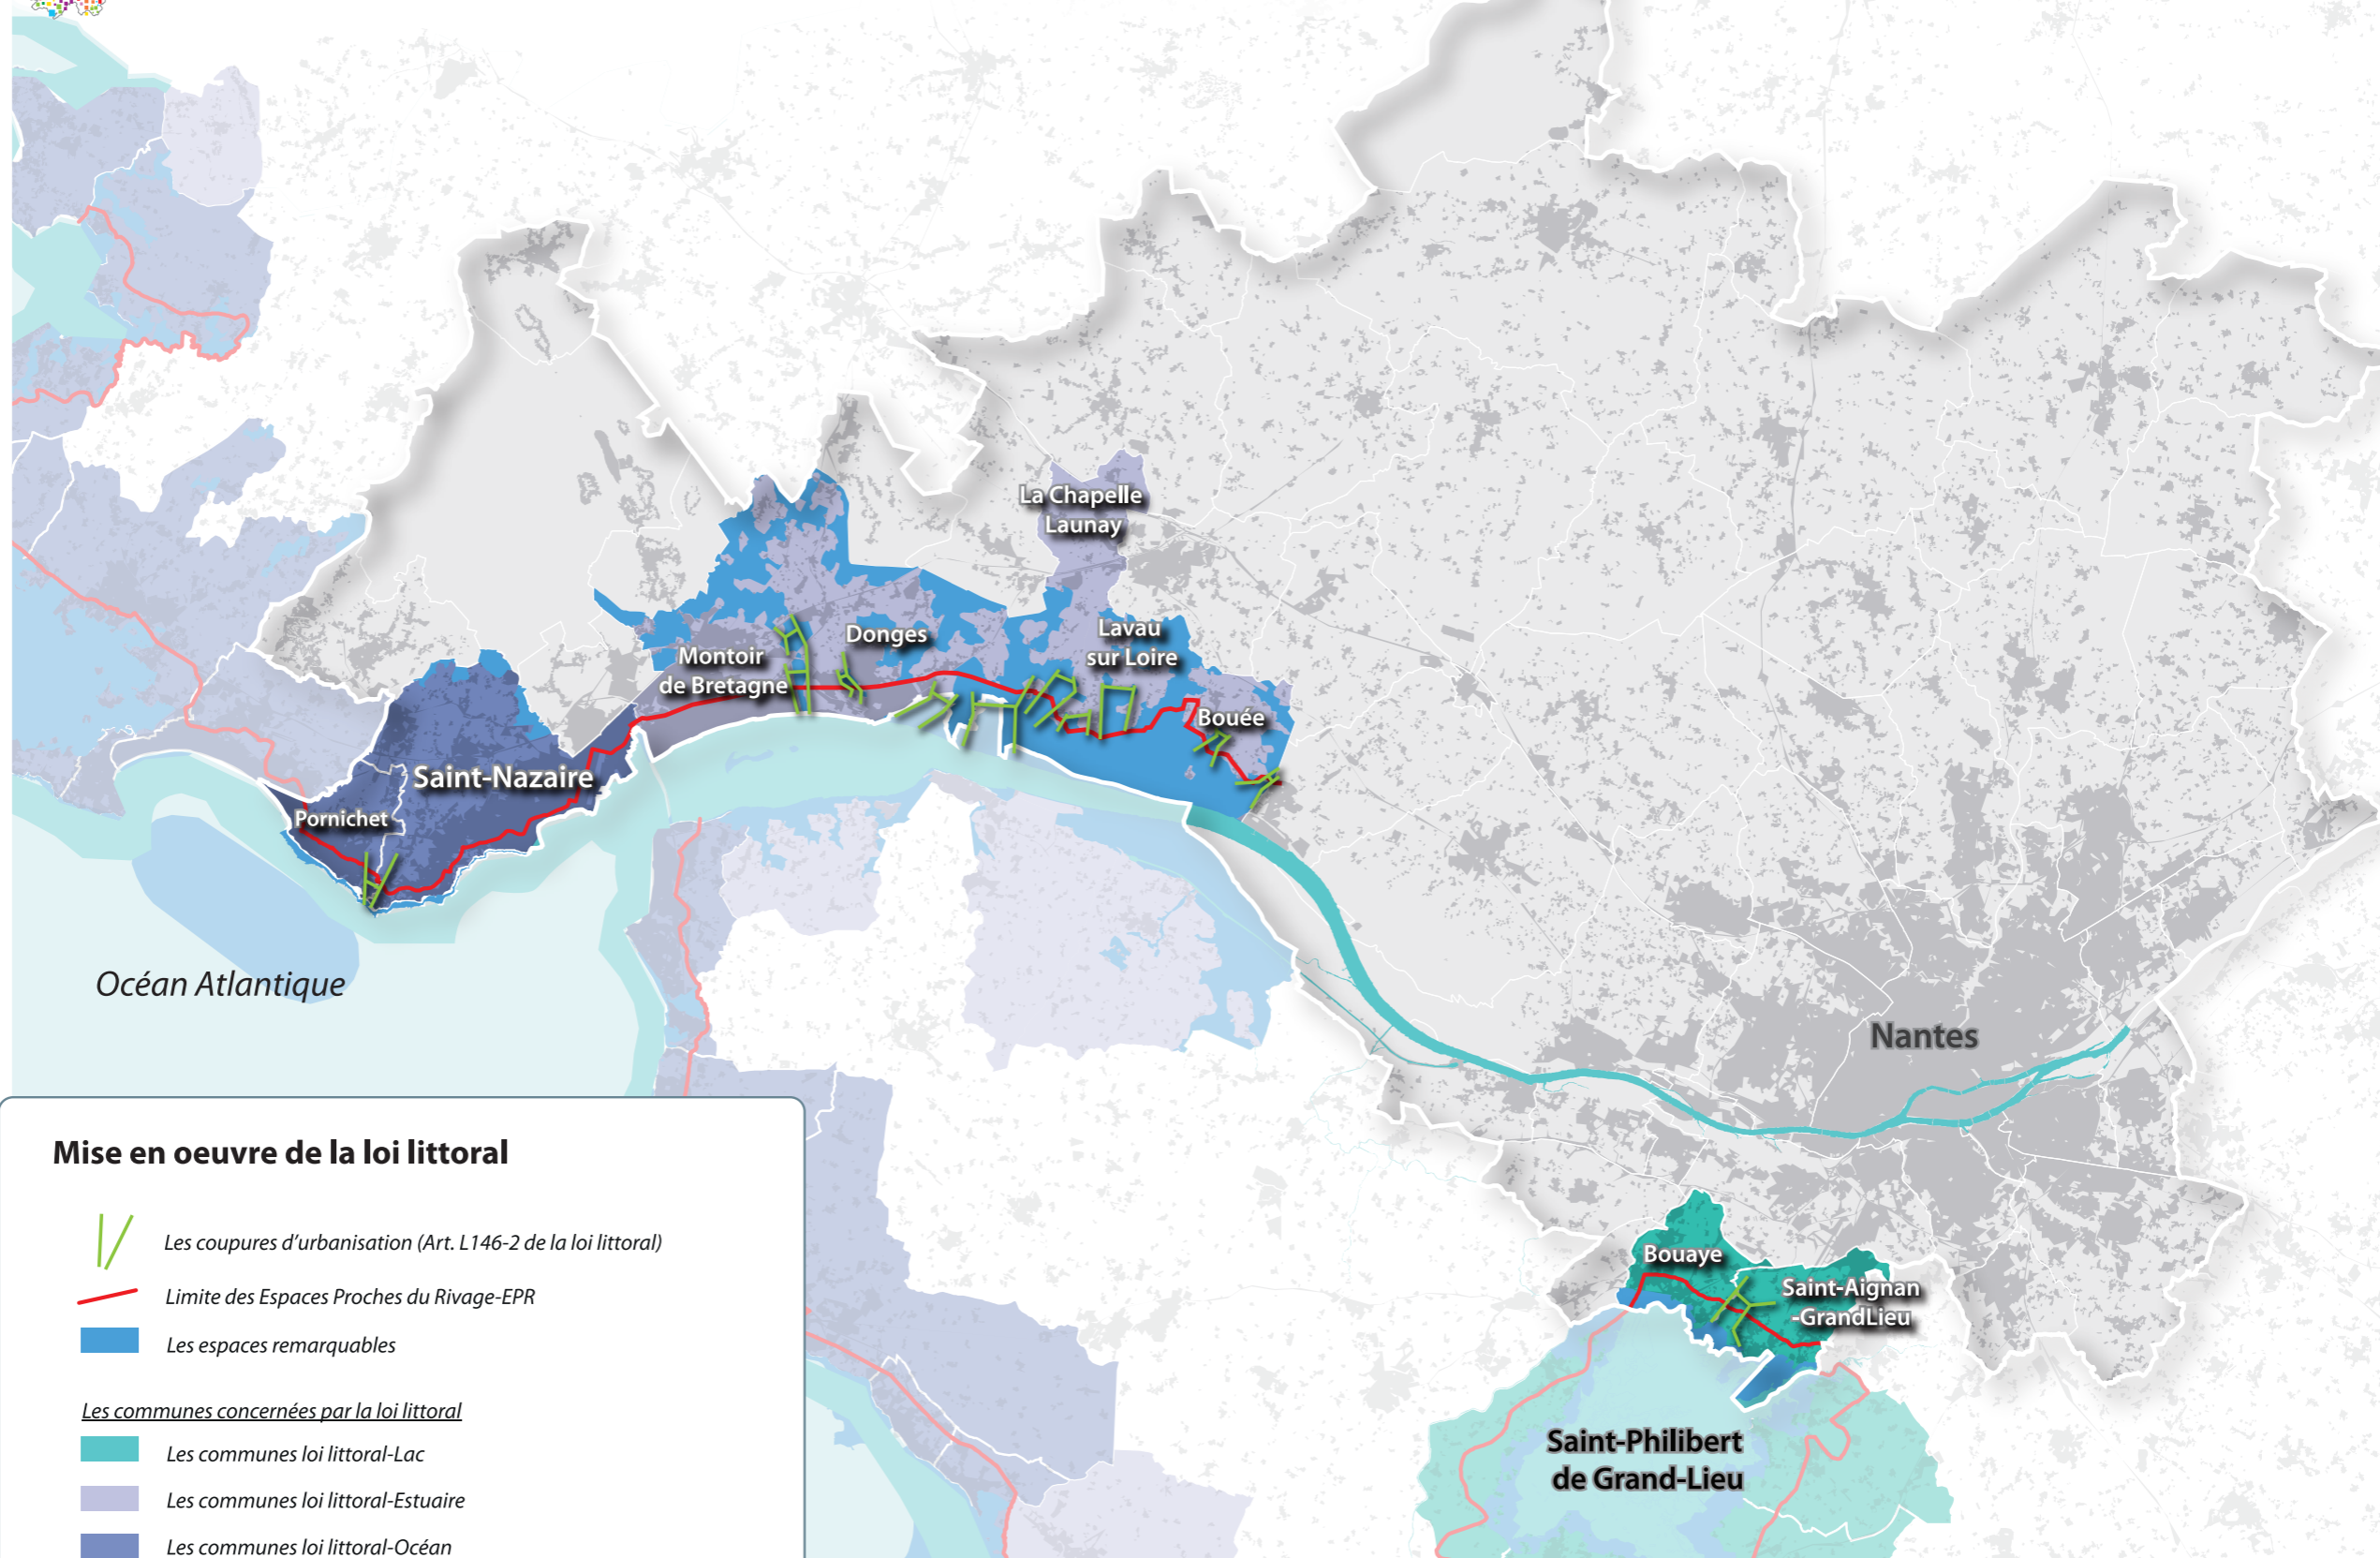 La Chapelle
Launay
Donges
Lavau
sur Loire
Montoir
de Bretagne
Bouée
Saint-Nazaire
Pornichet
Océan Atlantique
Nantes
Bouaye
Saint-Aignan
-GrandLieu
Saint-Philibert
de Grand-Lieu
Mise en oeuvre de la loi littoral
Les coupures d'urbanisation (Art. L146-2 de la loi littoral)
Limite des Espaces Proches du Rivage-EPR
Les espaces remarquables
Les communes concernées par la loi littoral
Les communes loi littoral-Lac
Les communes loi littoral-Estuaire
Les communes loi littoral-Océan